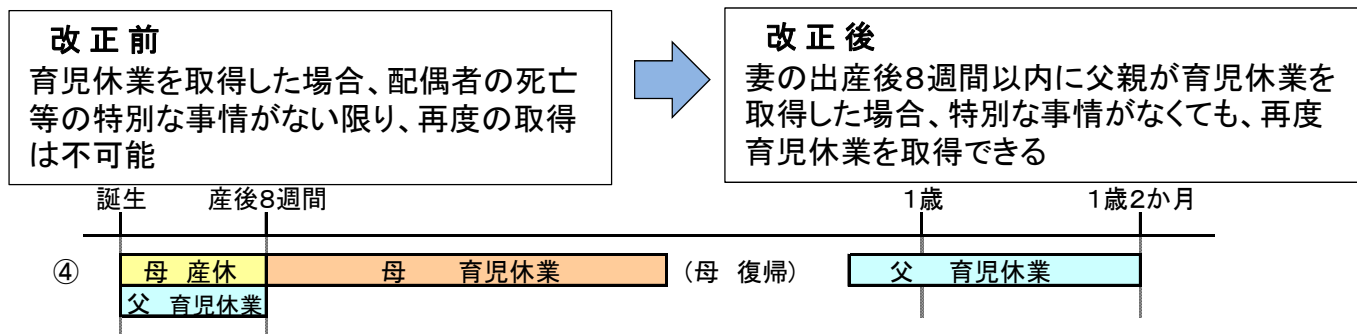 改正前
育児休業を取得した場合、配偶者の死亡
等の特別な事情がない限り、再度の取得
は不可能
改正後
妻の出産後8週間以内に父親が育児休業を
取得した場合、特別な事情がなくても、再度
育児休業を取得できる
誕生 産後8週間 1歳 1歳2か月
④ 母 産休 母 育児休業 (母 復帰) 父 育児休業
父 育児休業